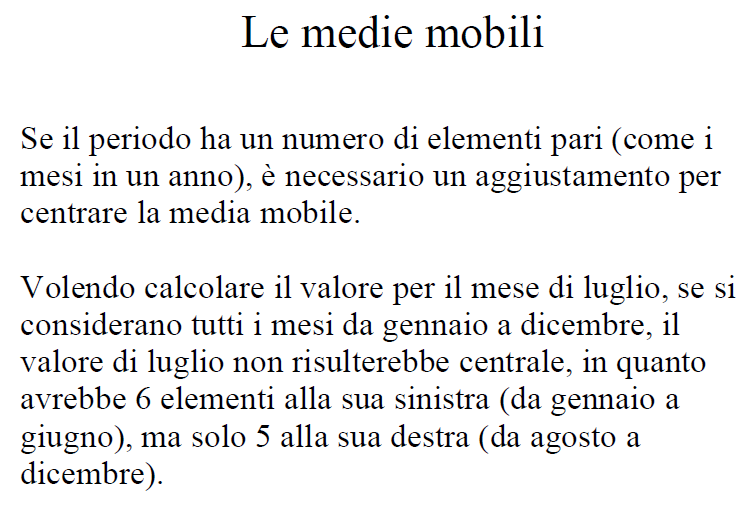 Le medie mobili
Se il periodo ha un numero di elementi pari (come i
mesi in un anno), è necessario un aggiustamento per
centrare la media mobile.
Volendo calcolare il valore per il mese di luglio, se si
considerano tutti i mesi da gennaio a dicembre, il
valore di luglio non risulterebbe centrale, in quanto
avrebbe 6 elementi alla sua sinistra (da gennaio a
giugno), ma solo 5 alla sua destra (da agosto a
dicembre).